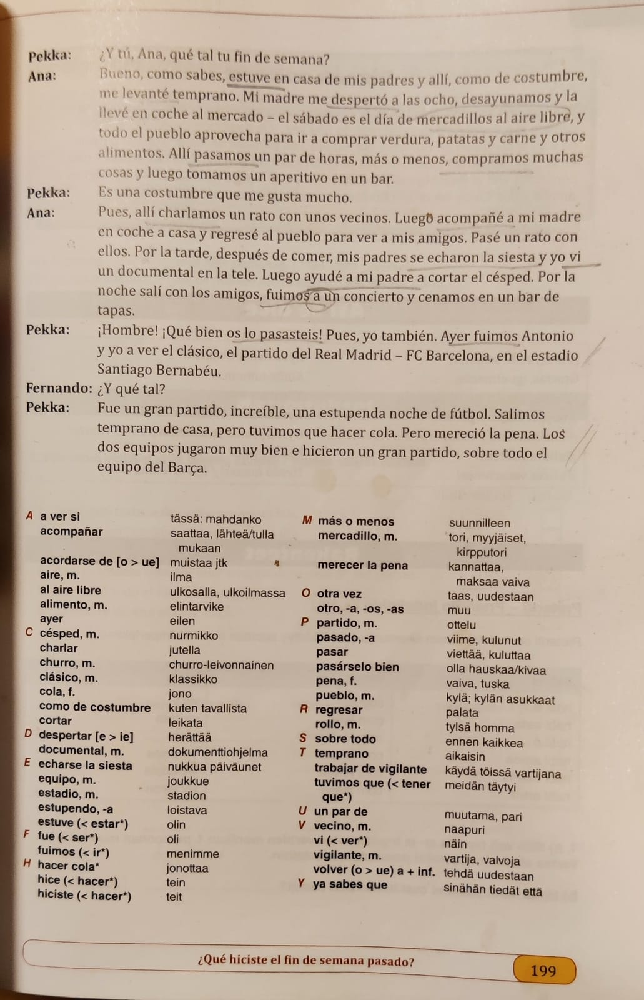 Pekka: ¿Y tú, Ana, qué tal tu fin de semana?
Ana: Bueno, como sabes, estuve en casa de mis padres y allí, como de costumbre,
me levanté temprano. Mi madre me despertó a las ocho, desayunamos y la
llevé en coche al mercado – el sábado es el día de mercadillos al aire libre, y
todo el pueblo aprovecha para ir a comprar verdura, patatas y carne y otros
alimentos. Allí pasamos un par de horas, más o menos, compramos muchas
cosas y luego tomamos un aperitivo en un bar.
Pekka: Es una costumbre que me gusta mucho.
Ana: Pues, allí charlamos un rato con unos vecinos. Luego acompañé a mi madre
en coche a casa y regresé al pueblo para ver a mis amigos. Pasé un rato con
ellos. Por la tarde, después de comer, mis padres se echaron la siesta y yo vi
un documental en la tele. Luego ayudé a mi padre a cortar el césped. Por la
noche salí con los amigos, fuimos a un concierto y cenamos en un bar de
tapas.
Pekka: ¡Hombre! ¡Qué bien os lo pasasteis! Pues, yo también. Ayer fuimos Antonio
y yo a ver el clásico, el partido del Real Madrid – FC Barcelona, en el estadio
Santiago Bernabéu.
Fernando: ¿Y qué tal?
Pekka: Fue un gran partido, increíble, una estupenda noche de fútbol. Salimos
temprano de casa, pero tuvimos que hacer cola. Pero mereció la pena. Los
dos equipos jugaron muy bien e hicieron un gran partido, sobre todo el
equipo del Barça.
A a ver si tässä: mahdanko
acompañar saattaa, lähteä/tulla
mukaan
acordarse de [o > ue] muistaa jtk
aire, m. ilma
al aire libre ulkosalla, ulkoilmassa
alimento, m. elintarvike
ayer eilen
C césped, m. nurmikko
charlar jutella
churro, m. churro-leivonnainen
clásico, m. klassikko
cola, f. jono
como de costumbre kuten tavallista
cortar leikata
D despertar [e > ie] herättää
documental, m. dokumenttiohjelma
E echarse la siesta nukkua päiväunet
equipo, m. joukkue
estadio, m. stadion
estupendo, -a loistava
estuve (< estar*) olin
F fue (< ser*) oli
fuimos (< ir*) menimme
H hacer cola* jonottaa
hice (< hacer*) tein
hiciste (< hacer*) teit
M más o menos suunnilleen
mercadillo, m. tori, myyjäiset,
kirpputori
merecer la pena kannattaa,
maksaa vaiva
O otra vez taas, uudestaan
otro, -a, -os, -as muu
P partido, m. ottelu
pasado, -a viime, kulunut
pasar viettää, kuluttaa
pasárselo bien olla hauskaa/kivaa
pena, f. vaiva, tuska
pueblo, m. kylä; kylän asukkaat
R regresar palata
rollo, m. tylsä homma
S sobre todo ennen kaikkea
T temprano aikaisin
trabajar de vigilante käydä töissä vartijana
tuvimos que (< tener meidän täytyi
que*)
U un par de muutama, pari
V vecino, m. naapuri
vi (< ver*) näin
vigilante, m. vartija, valvoja
volver (o > ue) a + inf. tehdä uudestaan
Y ya sabes que sinähän tiedät että
¿Qué hiciste el fin de semana pasado?
199